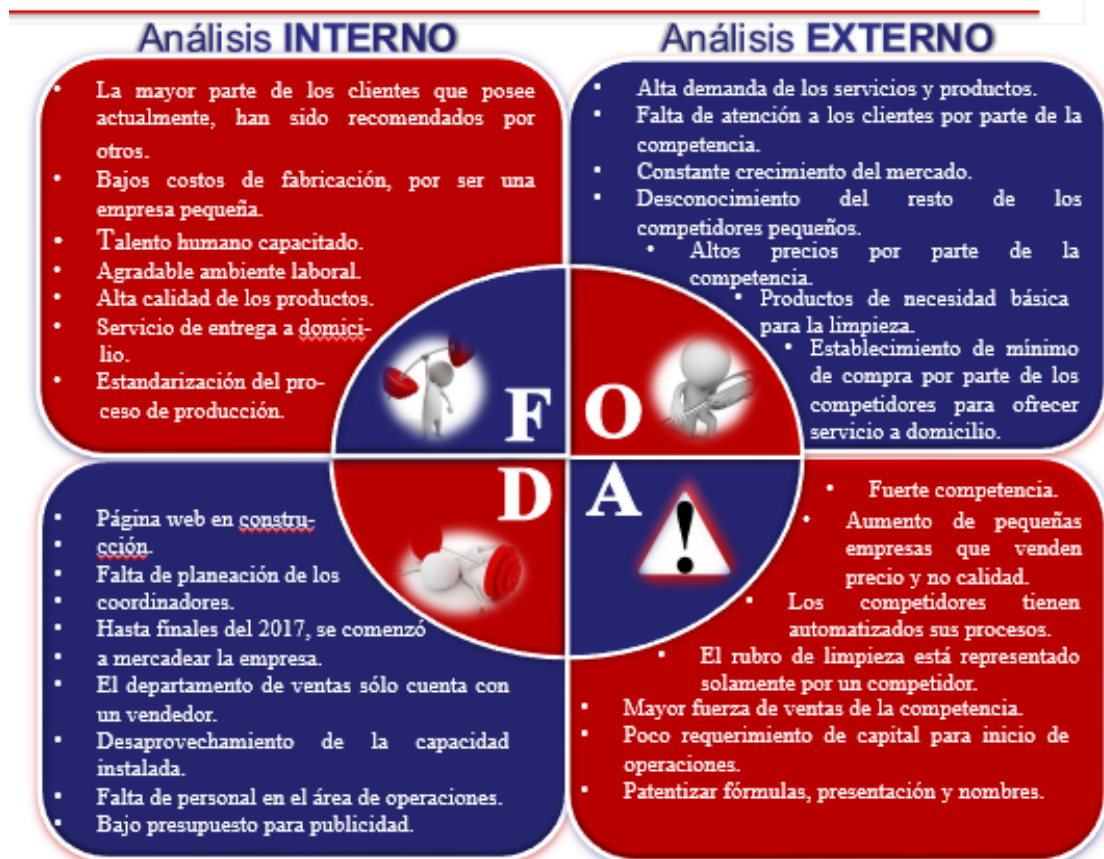 Análisis INTERNO
• La mayor parte de los clientes que posee
actualmente, han sido recomendados por
otros.
• Bajos costos de fabricación, por ser una
empresa pequeña.
• Talento humano capacitado.
• Agradable ambiente laboral.
• Alta calidad de los productos.
• Servicio de entrega a domici-
lio.
• Estandarización del pro-
ceso de producción.
F
Análisis EXTERNO
• Alta demanda de los servicios y productos.
• Falta de atención a los clientes por parte de la
competencia.
• Constante crecimiento del mercado.
• Desconocimiento del resto de los
competidores pequeños.
• Altos precios por parte de la
competencia.
• Productos de necesidad básica
para la limpieza.
• Establecimiento de mínimo
de compra por parte de los
competidores para ofrecer
servicio a domicilio.
O
• Página web en constru-
• cción.
• Falta de planeación de los
• coordinadores.
• Hasta finales del 2017, se comenzó
• a mercadear la empresa.
• El departamento de ventas sólo cuenta con
un vendedor.
• Desaprovechamiento de la capacidad
instalada.
• Falta de personal en el área de operaciones.
• Bajo presupuesto para publicidad.
D
• Fuerte competencia.
• Aumento de pequeñas
empresas que venden
precio y no calidad.
• Los competidores tienen
automatizados sus procesos.
• El rubro de limpieza está representado
solamente por un competidor.
• Mayor fuerza de ventas de la competencia.
• Poco requerimiento de capital para inicio de
operaciones.
• Patentizar fórmulas, presentación y nombres.
A
!